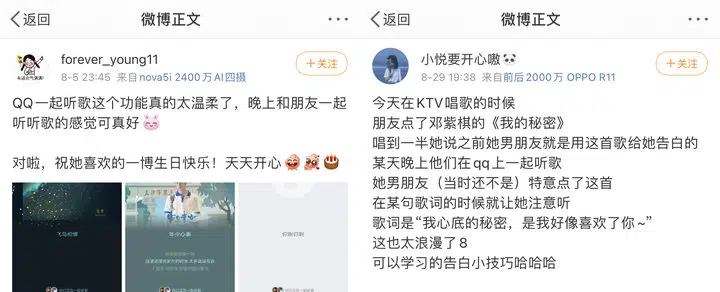 返回
微博正文
forever_young11
8-5 23:45 来自nova5i 2400万AI四摄
+关注
QQ一起听歌这个功能真的太温柔了，晚上和朋友一起
听听歌的感觉可真好
对啦，祝她喜欢的一博生日快乐！天天开心
返回
微博正文
小悦要开心嗷
8-29 19:38 来自前后2000万 OPPO R11
+关注
今天在KTV唱歌的时候
朋友点了邓紫棋的《我的秘密》
唱到一半她说之前她男朋友就是用这首歌给她告白的
某天晚上他们在qq上一起听歌
她男朋友（当时还不是）特意点了这首
在某句歌词的时候就让她注意听
歌词是“我心底的秘密，是我好像喜欢了你~”
这也太浪漫了8
可以学习的告白小技巧哈哈哈